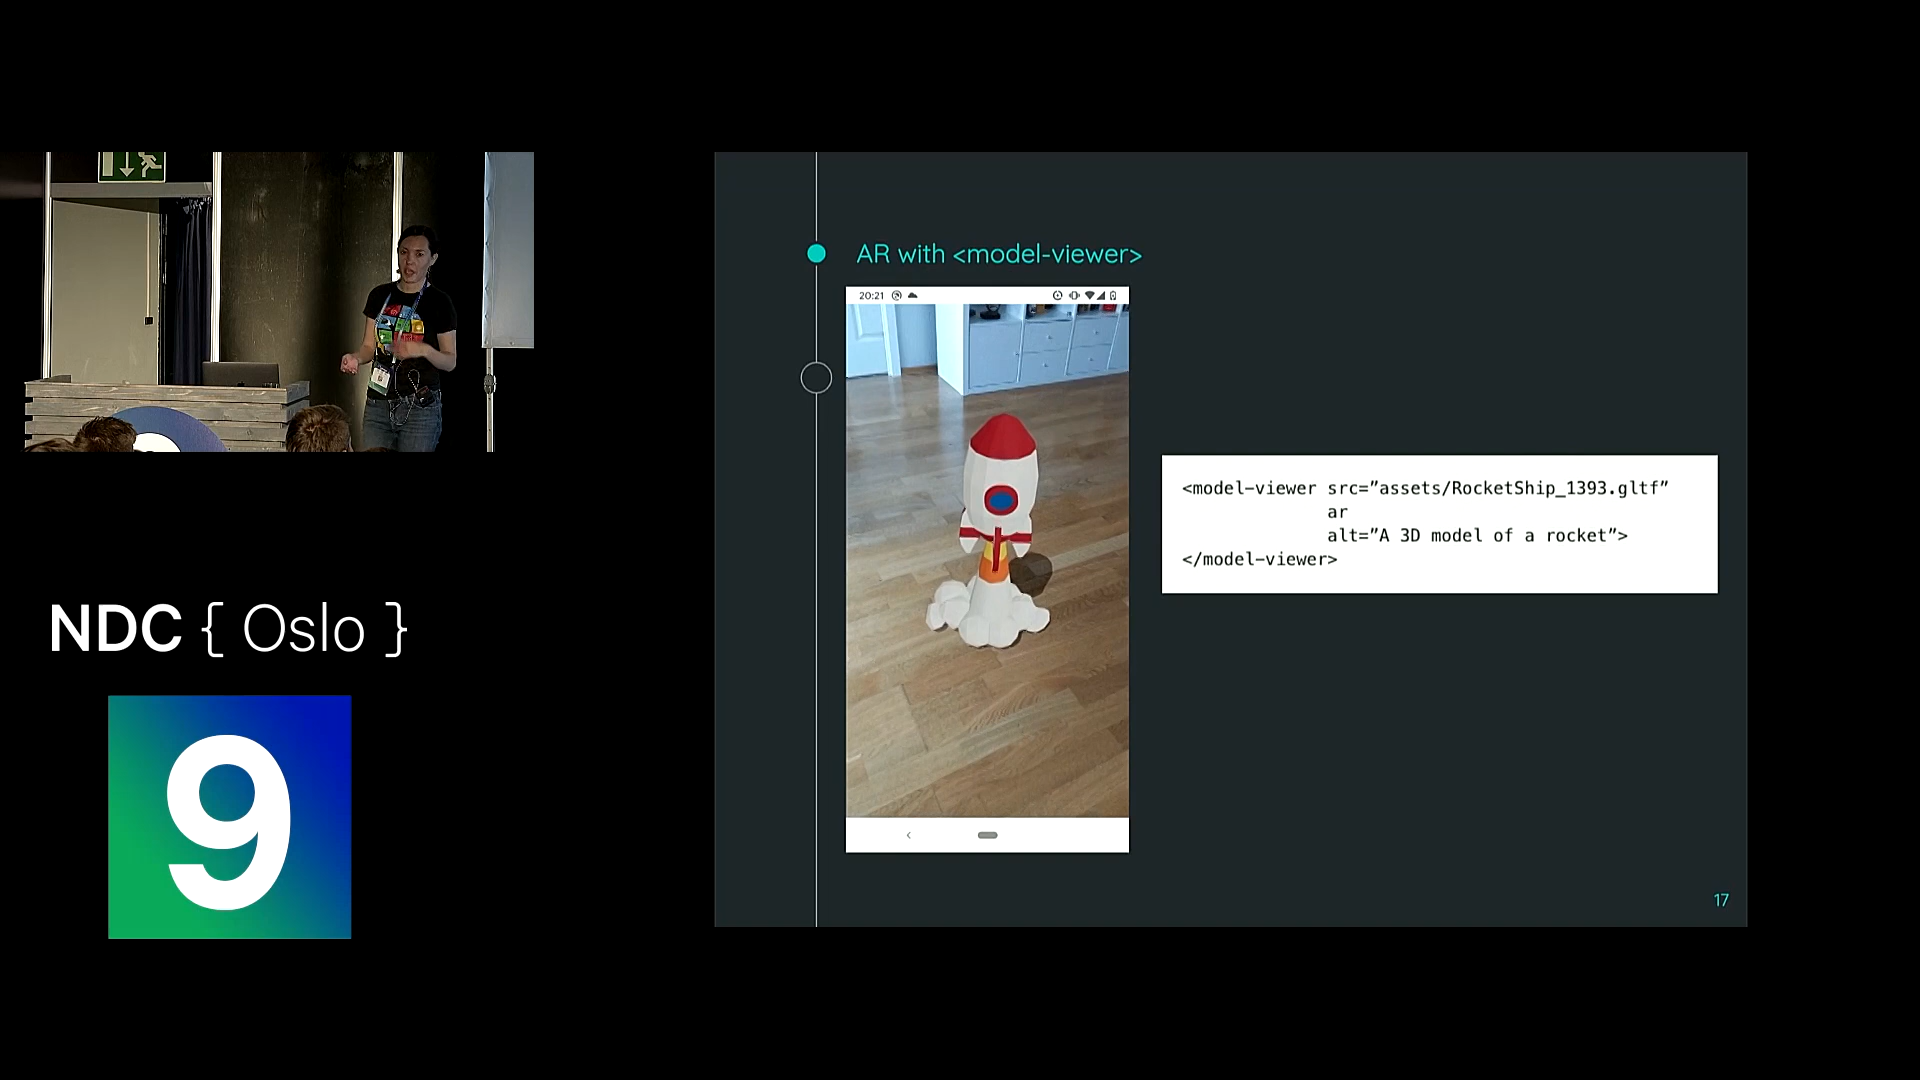 AR with <model-viewer>
20:21
<model-viewer src=”assets/RocketShip_1393.gltf”
ar
alt=”A 3D model of a rocket”>
</model-viewer>
NDC { Oslo }
9
17